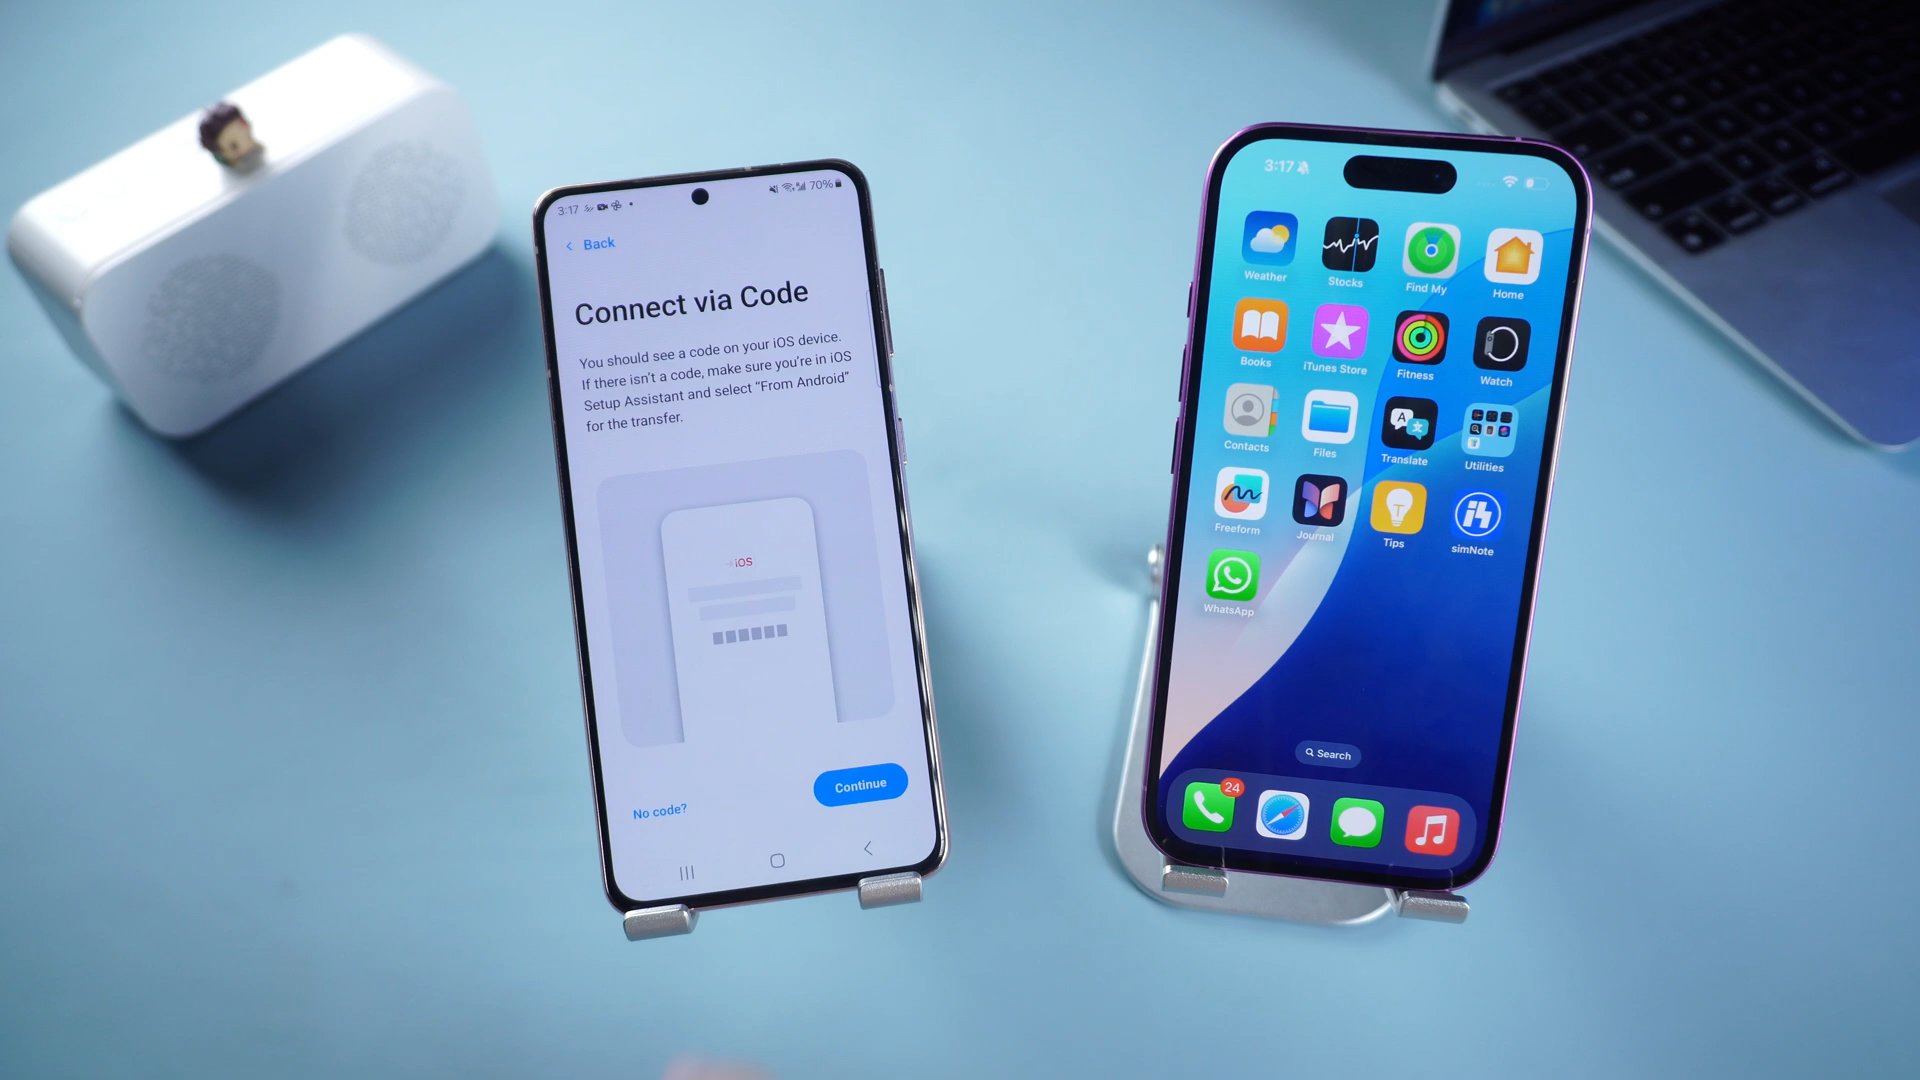 3:17
70%
Back
Connect via Code
You should see a code on your iOS device.
If there isn't a code, make sure you're in iOS
Setup Assistant and select "From Android"
for the transfer.
iOS
No code?
Continue
3:17
Weather
Stocks
Find My
Home
Books
iTunes Store
Fitness
Watch
Contacts
Files
A
文
Translate
Utilities
Freeform
Journal
T
Tips
simNote
WhatsApp
Search
24